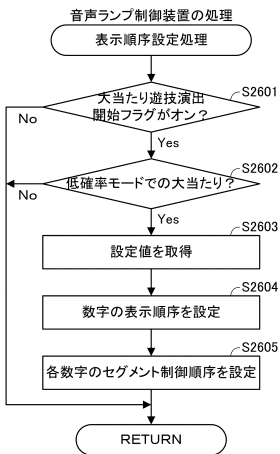 音声ランプ制御装置の処理
表示順序設定処理
S2601
大当たり遊技演出
開始フラグがオン？
No
Yes
S2602
低確率モードでの大当たり？
No
Yes
S2603
設定値を取得
S2604
数字の表示順序を設定
S2605
各数字のセグメント制御順序を設定
RETURN